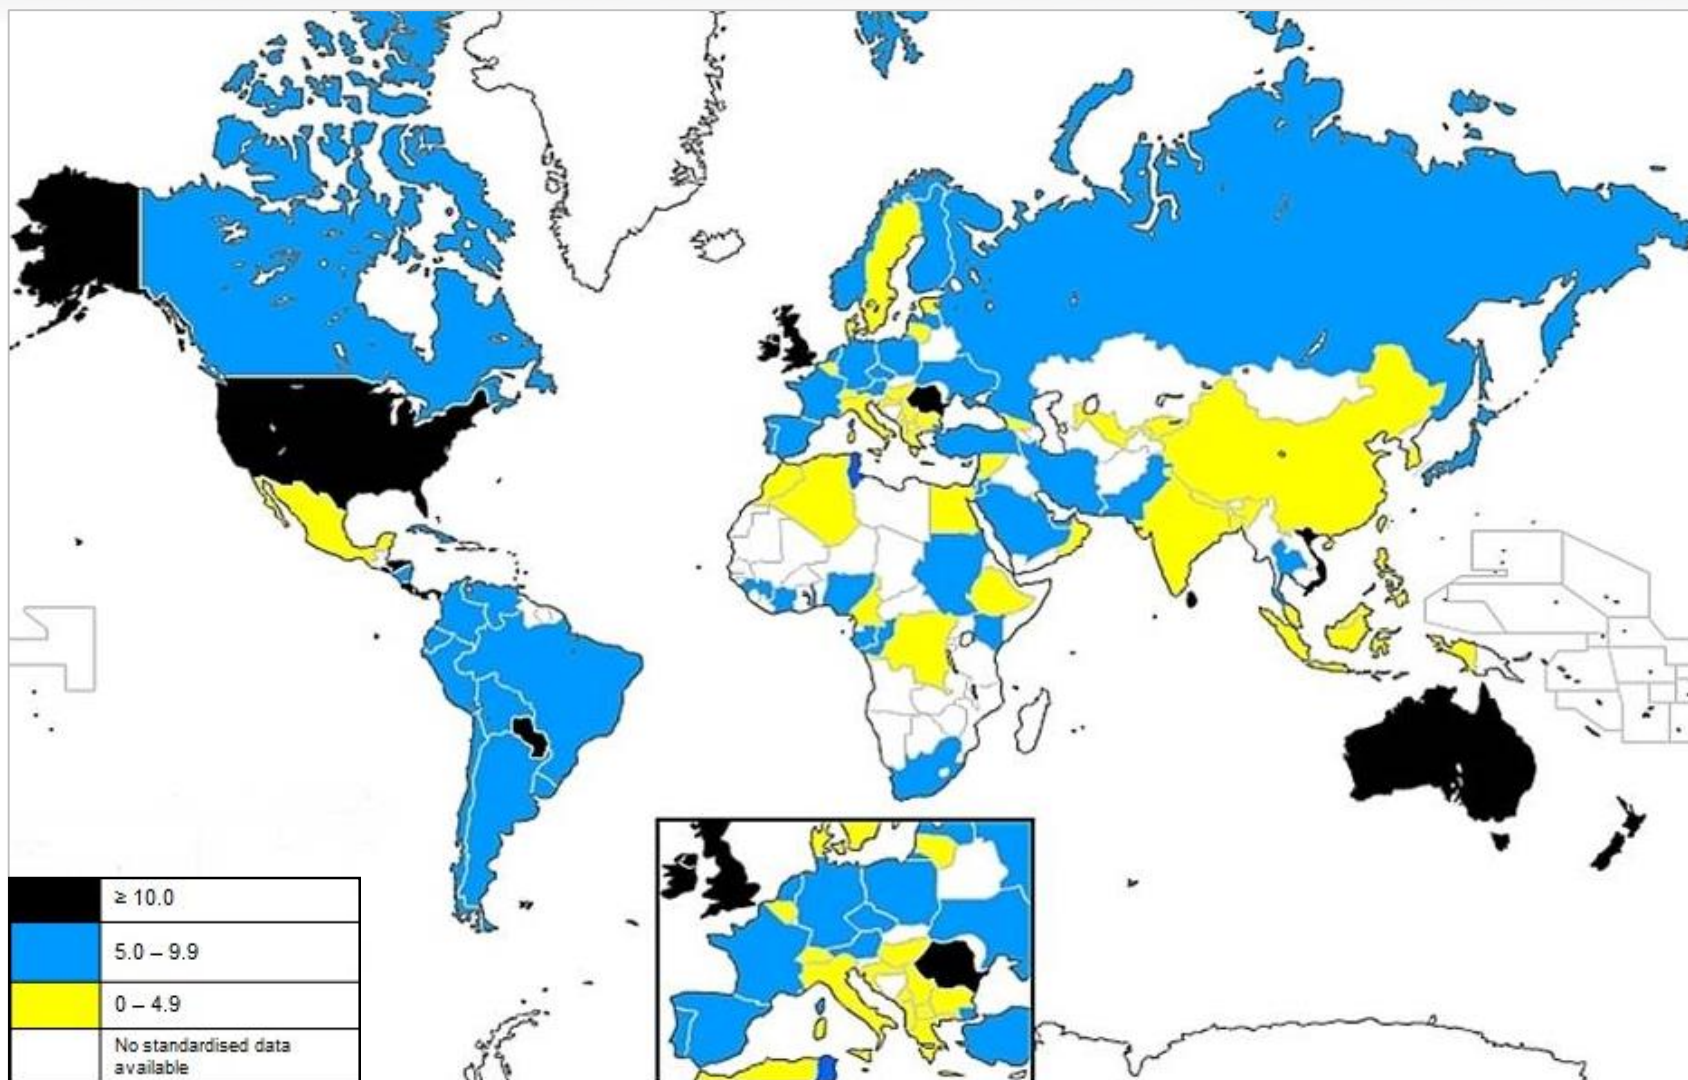 ≥ 10.0
5.0 – 9.9
0 – 4.9
No standardised data
available